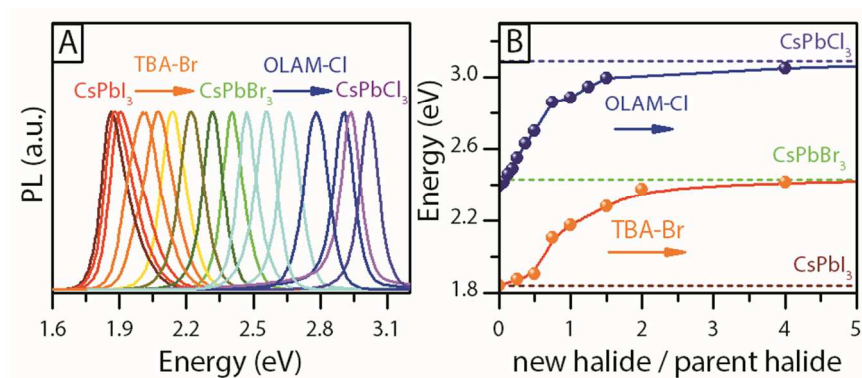 A
TBA-Br OLAM-Cl
CsPbI₃ CsPbBr₃ CsPbCl₃
PL (a.u.)
1.6 1.9 2.2 2.5 2.8 3.1
Energy (eV)
B
CsPbCl₃
OLAM-Cl
CsPbBr₃
TBA-Br
CsPbI₃
Energy (eV)
3.0
2.6
2.2
1.8
0 1 2 3 4 5
new halide / parent halide